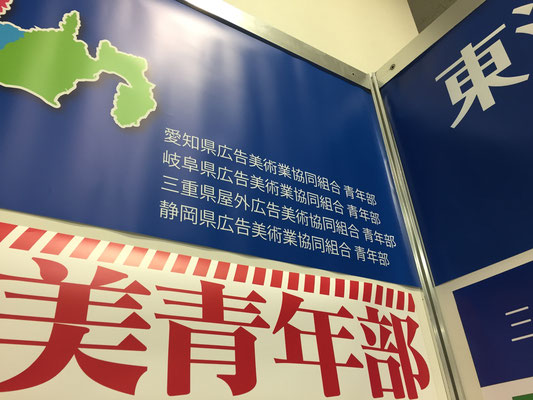 愛知県広告美術業協同組合 青年部
岐阜県広告美術業協同組合 青年部
三重県屋外広告美術協同組合 青年部
静岡県広告美術業協同組合 青年部
美青年部
東
三